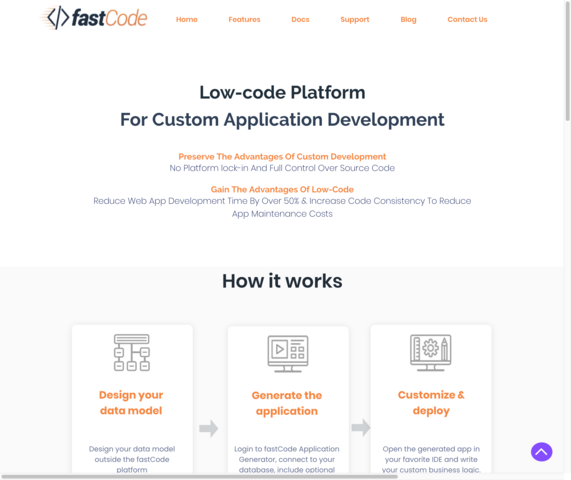 </>fastCode
Home Features Docs Support Blog Contact Us
Low-code Platform
For Custom Application Development
Preserve The Advantages Of Custom Development
No Platform lock-in And Full Control Over Source Code
Gain The Advantages Of Low-Code
Reduce Web App Development Time By Over 50% & Increase Code Consistency To Reduce
App Maintenance Costs
How it works
Design your
data model
Design your data model
outside the fastCode
platform
Generate the
application
Login to fastCode Application
Generator, connect to your
database, include optional
Customize &
deploy
Open the generated app in
your favorite IDE and write
your custom business logic.